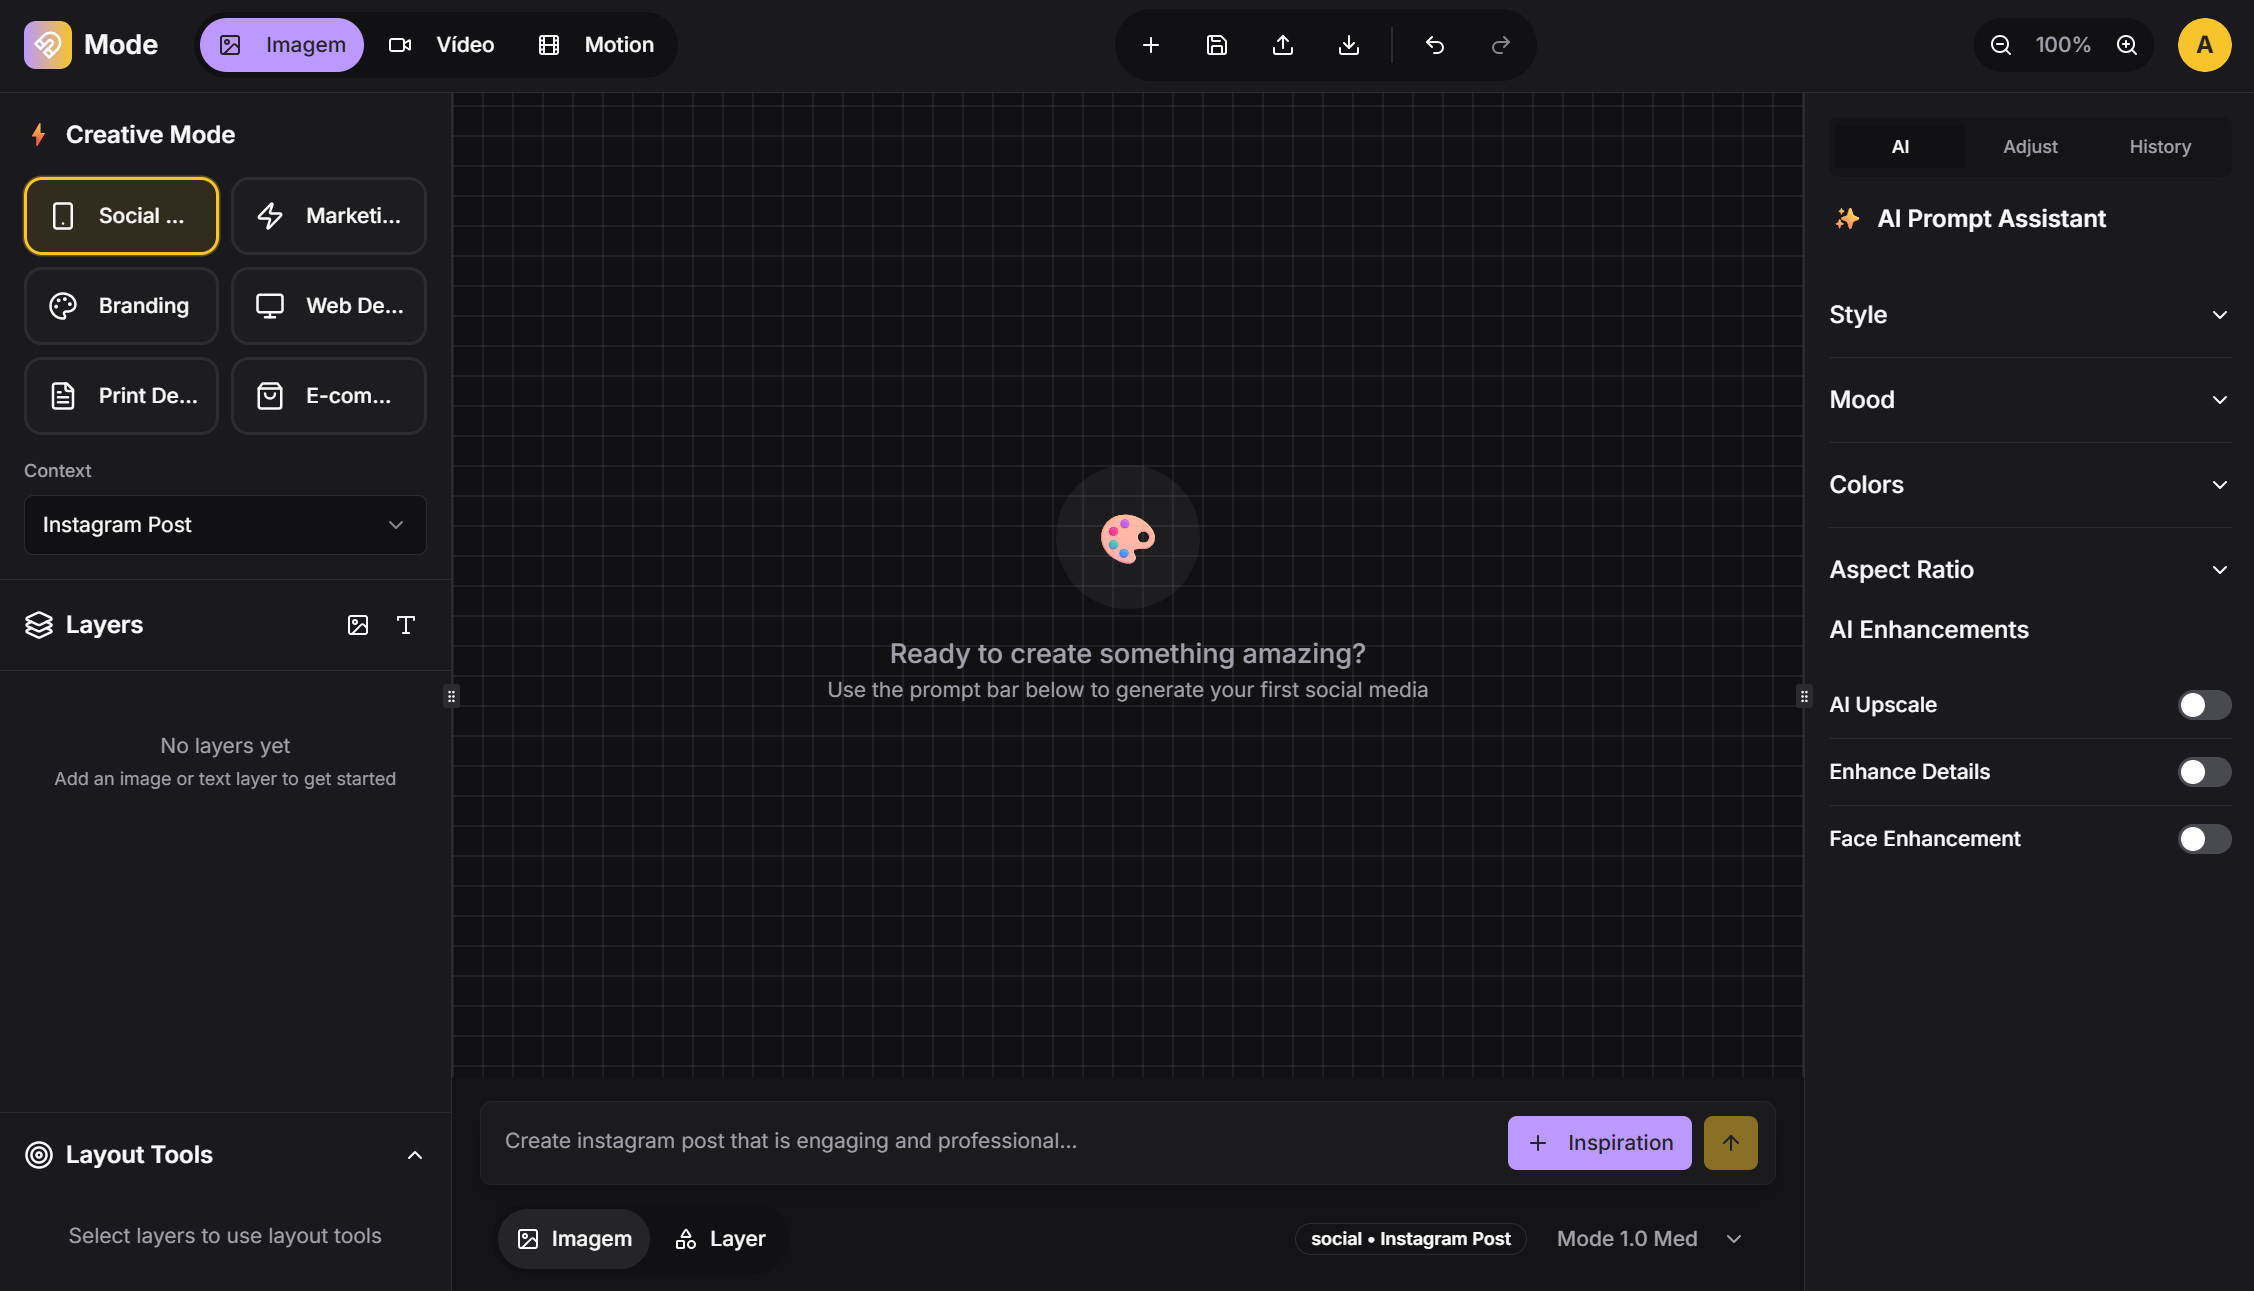 Mode
Imagem
Vídeo
Motion
100%
A
Creative Mode
Social ...
Marketi...
Branding
Web De...
Print De...
E-com...
Context
Instagram Post
Layers
No layers yet
Add an image or text layer to get started
Layout Tools
Select layers to use layout tools
Ready to create something amazing?
Use the prompt bar below to generate your first social media
Create instagram post that is engaging and professional...
Inspiration
Imagem
Layer
social • Instagram Post
Mode 1.0 Med
AI
Adjust
History
AI Prompt Assistant
Style
Mood
Colors
Aspect Ratio
AI Enhancements
AI Upscale
Enhance Details
Face Enhancement